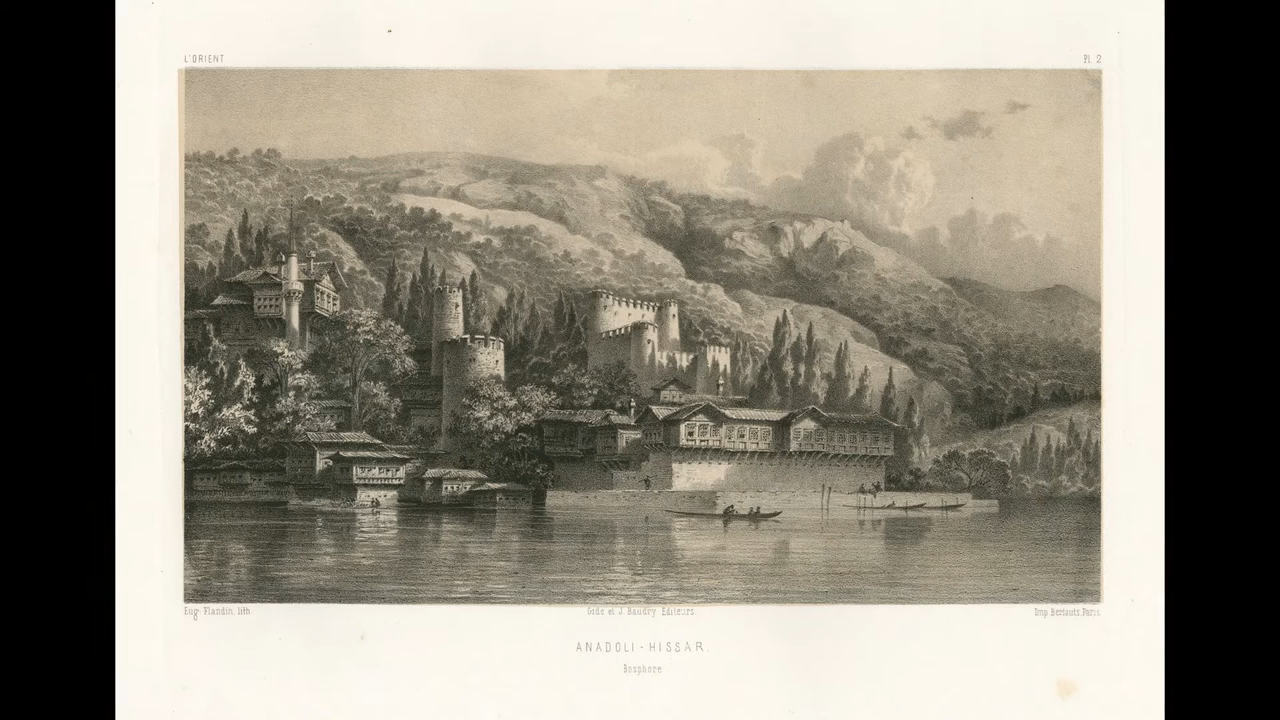 L'ORIENT
Pl. 2
Eug. Flandin, lith.
Gide et J. Baudry, Editeurs.
Imp Bertauts, Paris.
ANADOLI - HISSAR.
Bosphore